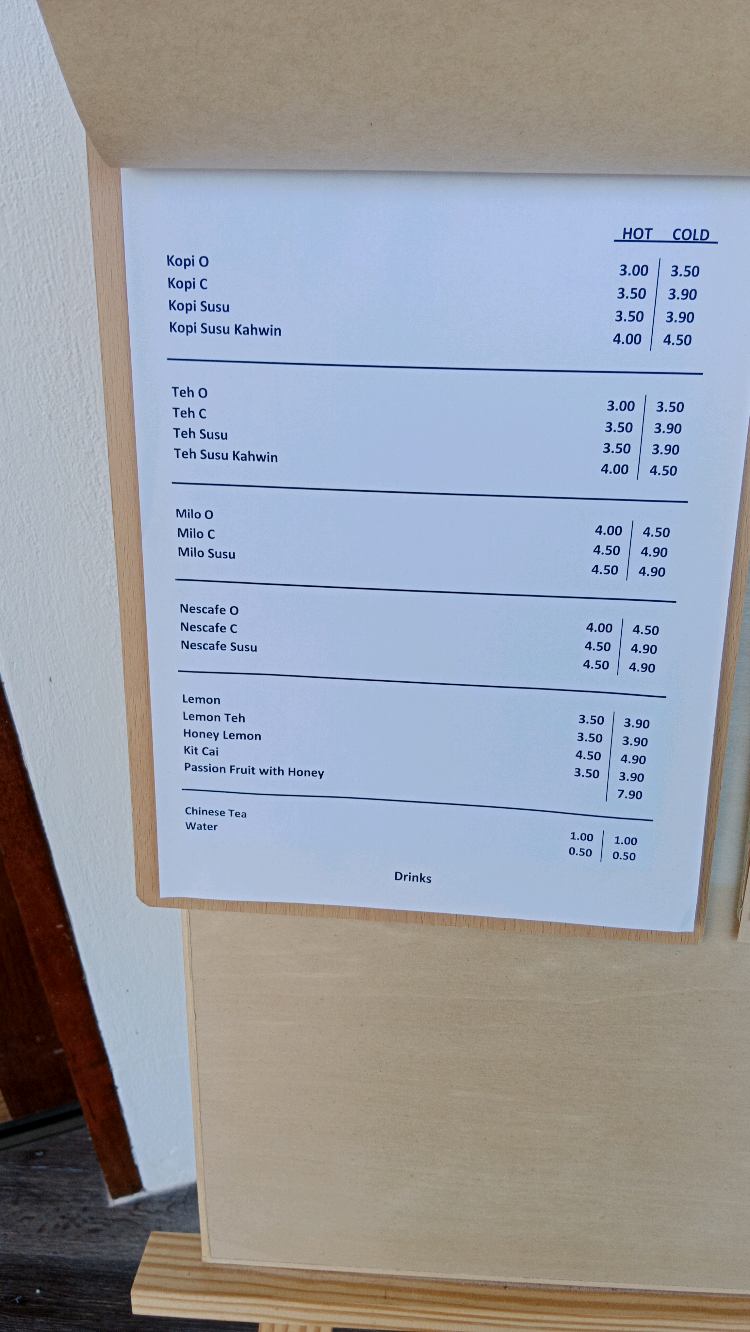 HOT COLD
Kopi O 3.00 3.50
Kopi C 3.50 3.90
Kopi Susu 3.50 3.90
Kopi Susu Kahwin 4.00 4.50
Teh O 3.00 3.50
Teh C 3.50 3.90
Teh Susu 3.50 3.90
Teh Susu Kahwin 4.00 4.50
Milo O 4.00 4.50
Milo C 4.50 4.90
Milo Susu 4.50 4.90
Nescafe O 4.00 4.50
Nescafe C 4.50 4.90
Nescafe Susu 4.50 4.90
Lemon 3.50 3.90
Lemon Teh 3.50 3.90
Honey Lemon 4.50 4.90
Kit Cai 3.50 3.90
Passion Fruit with Honey 7.90
Chinese Tea 1.00 1.00
Water 0.50 0.50
Drinks